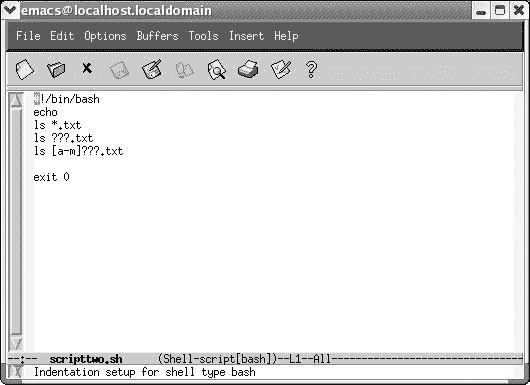 emacs@localhost.localdomain
File Edit Options Buffers Tools Insert Help
#!/bin/bash
echo
ls *.txt
ls ???.txt
ls [a-m]???.txt
exit 0
--:-- scripttwo.sh (Shell-script[bash])--L1--All--------------------------------
Indentation setup for shell type bash